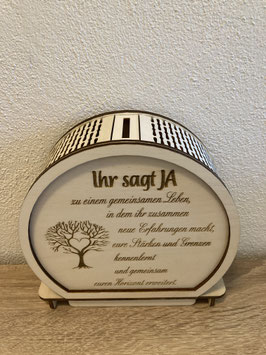 Ihr sagt JA
zu einem gemeinsamen Leben,
in dem ihr zusammen
neue Erfahrungen macht,
eure Stärken und Grenzen
kennenlernt
und gemeinsam
euren Horizont erweitert.